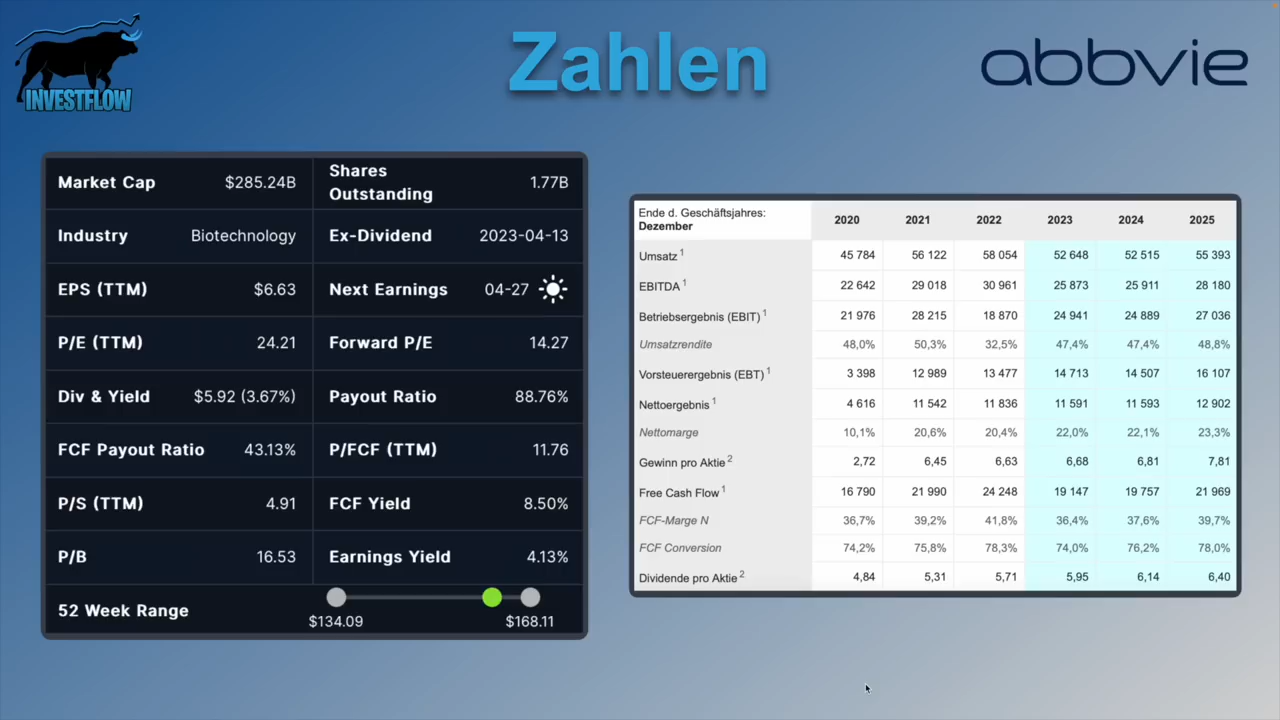 INVESTFLOW
Zahlen
abbvie
Market Cap $285.24B
Shares Outstanding 1.77B
Industry Biotechnology
Ex-Dividend 2023-04-13
EPS (TTM) $6.63
Next Earnings 04-27
P/E (TTM) 24.21
Forward P/E 14.27
Div & Yield $5.92 (3.67%)
Payout Ratio 88.76%
FCF Payout Ratio 43.13%
P/FCF (TTM) 11.76
P/S (TTM) 4.91
FCF Yield 8.50%
P/B 16.53
Earnings Yield 4.13%
52 Week Range
$134.09 $168.11
Ende d. Geschäftsjahres:
Dezember 2020 2021 2022 2023 2024 2025
Umsatz 1 45 784 56 122 58 054 52 648 52 515 55 393
EBITDA 1 22 642 29 018 30 961 25 873 25 911 28 180
Betriebsergebnis (EBIT) 1 21 976 28 215 18 870 24 941 24 889 27 036
Umsatzrendite 48,0% 50,3% 32,5% 47,4% 47,4% 48,8%
Vorsteuerergebnis (EBT) 1 3 398 12 989 13 477 14 713 14 507 16 107
Nettoergebnis 1 4 616 11 542 11 836 11 591 11 593 12 902
Nettomarge 10,1% 20,6% 20,4% 22,0% 22,1% 23,3%
Gewinn pro Aktie 2 2,72 6,45 6,63 6,68 6,81 7,81
Free Cash Flow 1 16 790 21 990 24 248 19 147 19 757 21 969
FCF-Marge N 36,7% 39,2% 41,8% 36,4% 37,6% 39,7%
FCF Conversion 74,2% 75,8% 78,3% 74,0% 76,2% 78,0%
Dividende pro Aktie 2 4,84 5,31 5,71 5,95 6,14 6,40